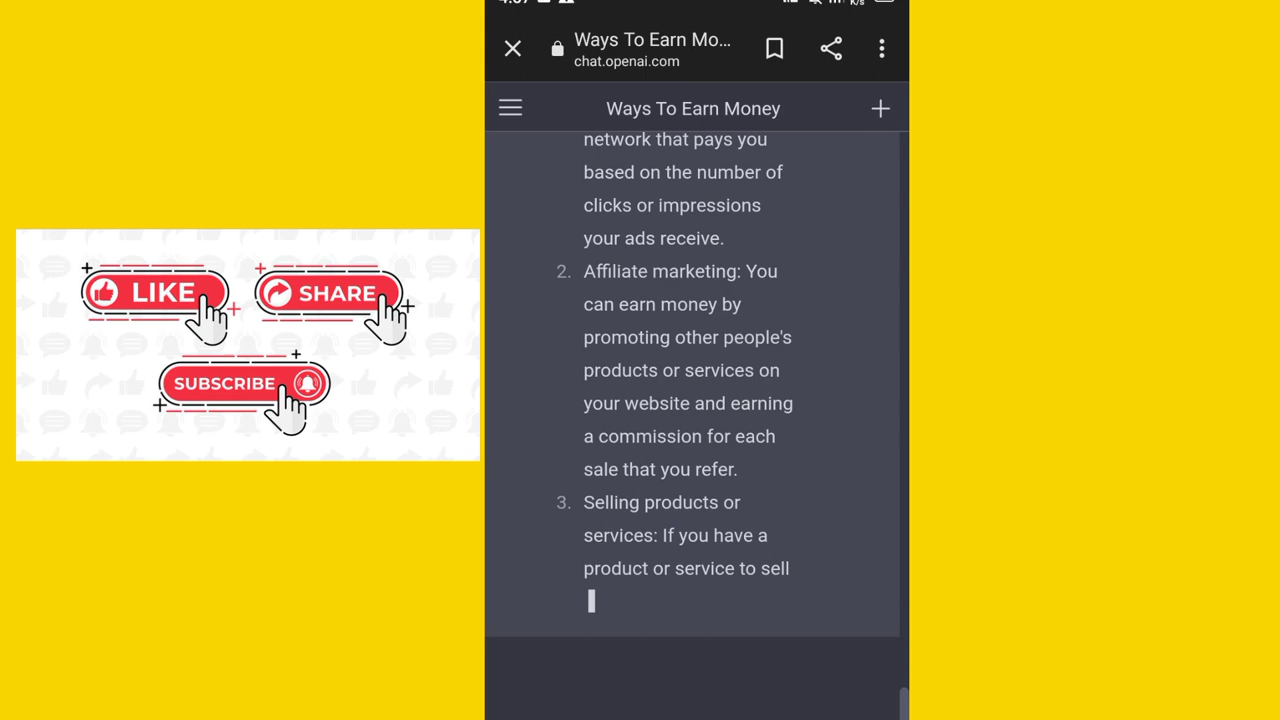 LIKE
SHARE
SUBSCRIBE
K/s
Ways To Earn Mo...
chat.openai.com
Ways To Earn Money
network that pays you
based on the number of
clicks or impressions
your ads receive.
2. Affiliate marketing: You
can earn money by
promoting other people's
products or services on
your website and earning
a commission for each
sale that you refer.
3. Selling products or
services: If you have a
product or service to sell